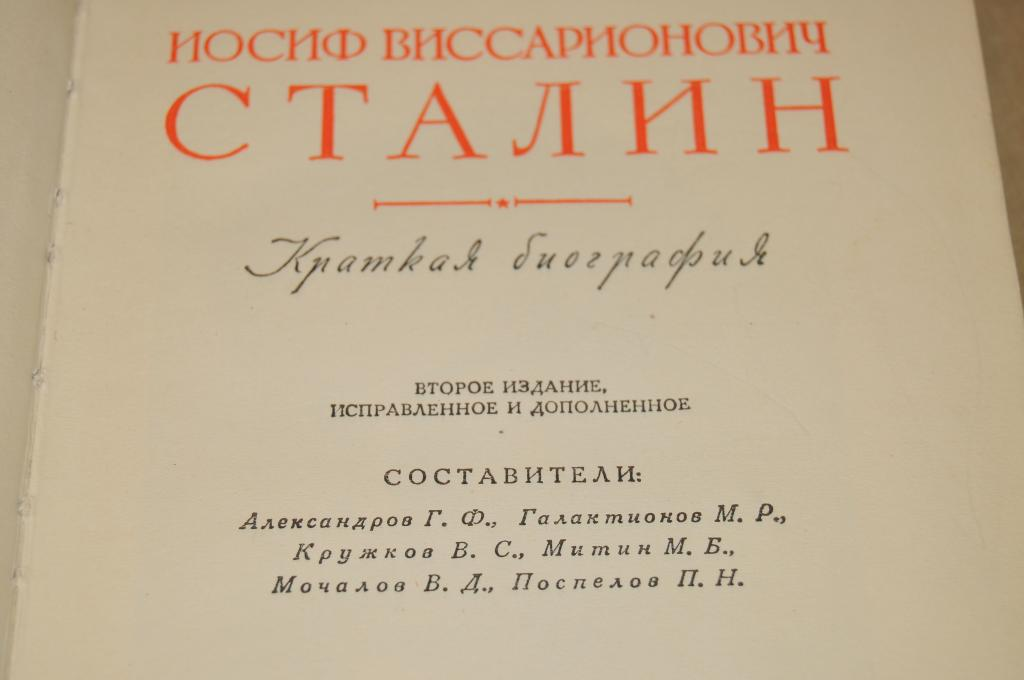 ИОСИФ ВИССАРИОНОВИЧ
СТАЛИН
Краткая биография
ВТОРОЕ ИЗДАНИЕ,
ИСПРАВЛЕННОЕ И ДОПОЛНЕННОЕ
СОСТАВИТЕЛИ:
Александров Г. Ф., Галактионов М. Р.,
Кружков В. С., Митин М. Б.,
Мочалов В. Д., Поспелов П. Н.